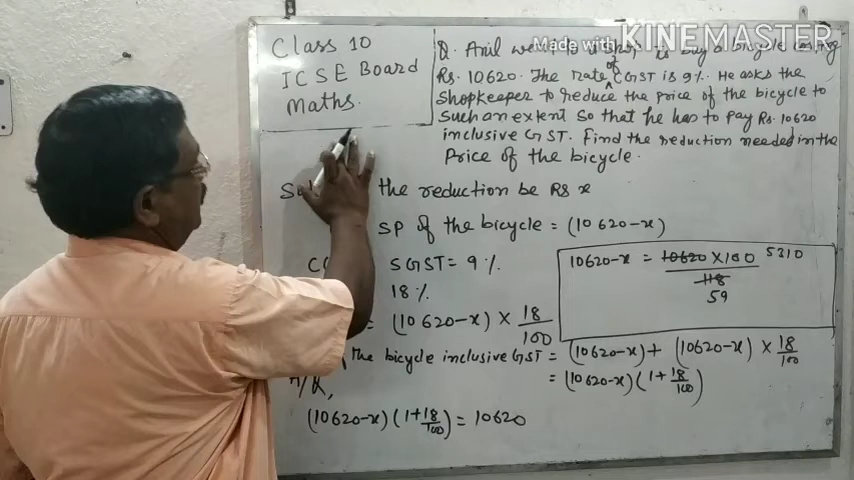 Made with KINEMASTER
Class 10
ICSE Board
Maths.
Q. Anil went to a shop to buy a bicycle costing
Rs. 10620. The rate of CGST is 9%. He asks the
Shopkeeper to reduce the price of the bicycle to
Such an extent so that he has to pay Rs. 10620
inclusive GST. Find the reduction needed in the
Price of the bicycle.
the reduction be Rs x
SP of the bicycle = (10620-x)
SGST = 9%.
18%.
= (10620-x) × 18/100
the bicycle inclusive GST = (10620-x) + (10620-x) × 18/100
= (10620-x) (1+18/100)
A/Q,
(10620-x) (1+18/100) = 10620
10620-x = 10620 × 100 5310
118
59